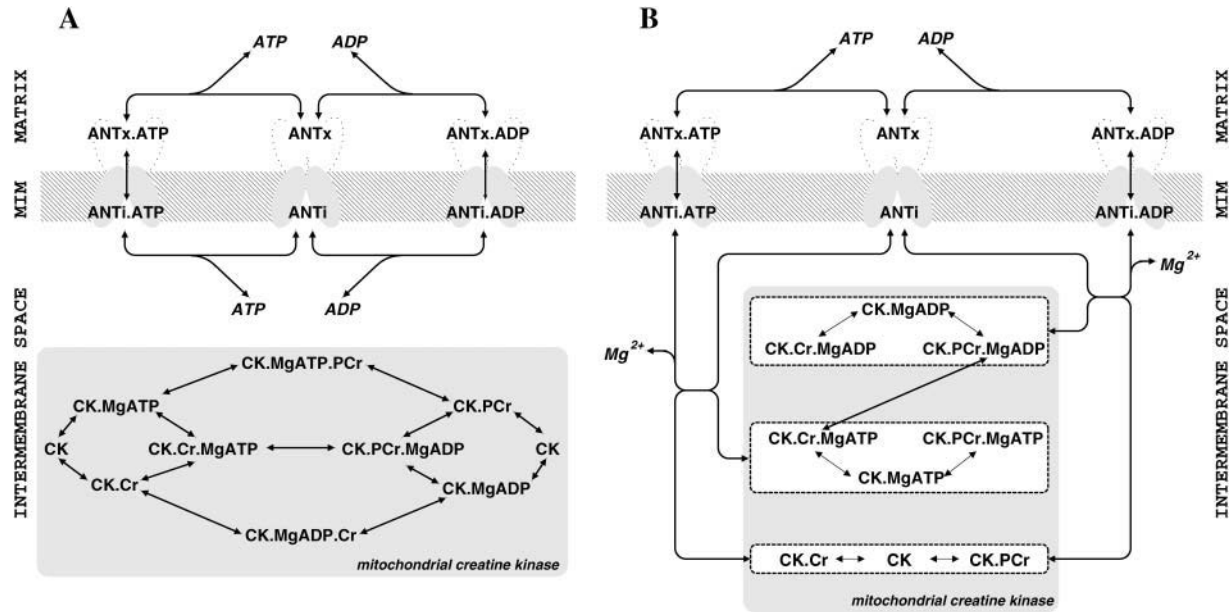 A
ATP ADP
MATRIX
ANTx.ATP ANTx ANTx.ADP
MIM
ANTi.ATP ANTi ANTi.ADP
ATP ADP
INTERMEMBRANE SPACE
CK.MgATP.PCr
CK.MgATP CK.PCr
CK CK.Cr.MgATP CK.PCr.MgADP CK
CK.Cr CK.MgADP
CK.MgADP.Cr
mitochondrial creatine kinase
B
ATP ADP
MATRIX
ANTx.ATP ANTx ANTx.ADP
MIM
ANTi.ATP ANTi ANTi.ADP
Mg2+
INTERMEMBRANE SPACE
CK.MgADP
Mg2+
CK.Cr.MgADP CK.PCr.MgADP
CK.Cr.MgATP CK.PCr.MgATP
CK.MgATP
CK.Cr CK CK.PCr
mitochondrial creatine kinase